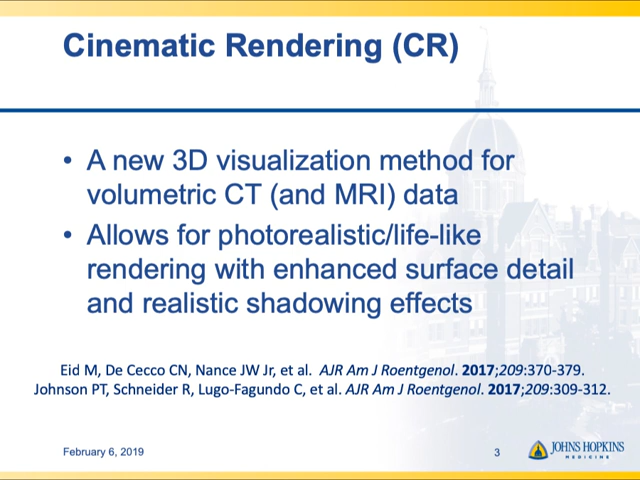 Cinematic Rendering (CR)
• A new 3D visualization method for
volumetric CT (and MRI) data
• Allows for photorealistic/life-like
rendering with enhanced surface detail
and realistic shadowing effects
Eid M, De Cecco CN, Nance JW Jr, et al. AJR Am J Roentgenol. 2017;209:370-379.
Johnson PT, Schneider R, Lugo-Fagundo C, et al. AJR Am J Roentgenol. 2017;209:309-312.
February 6, 2019
3
JOHNS HOPKINS
MEDICINE